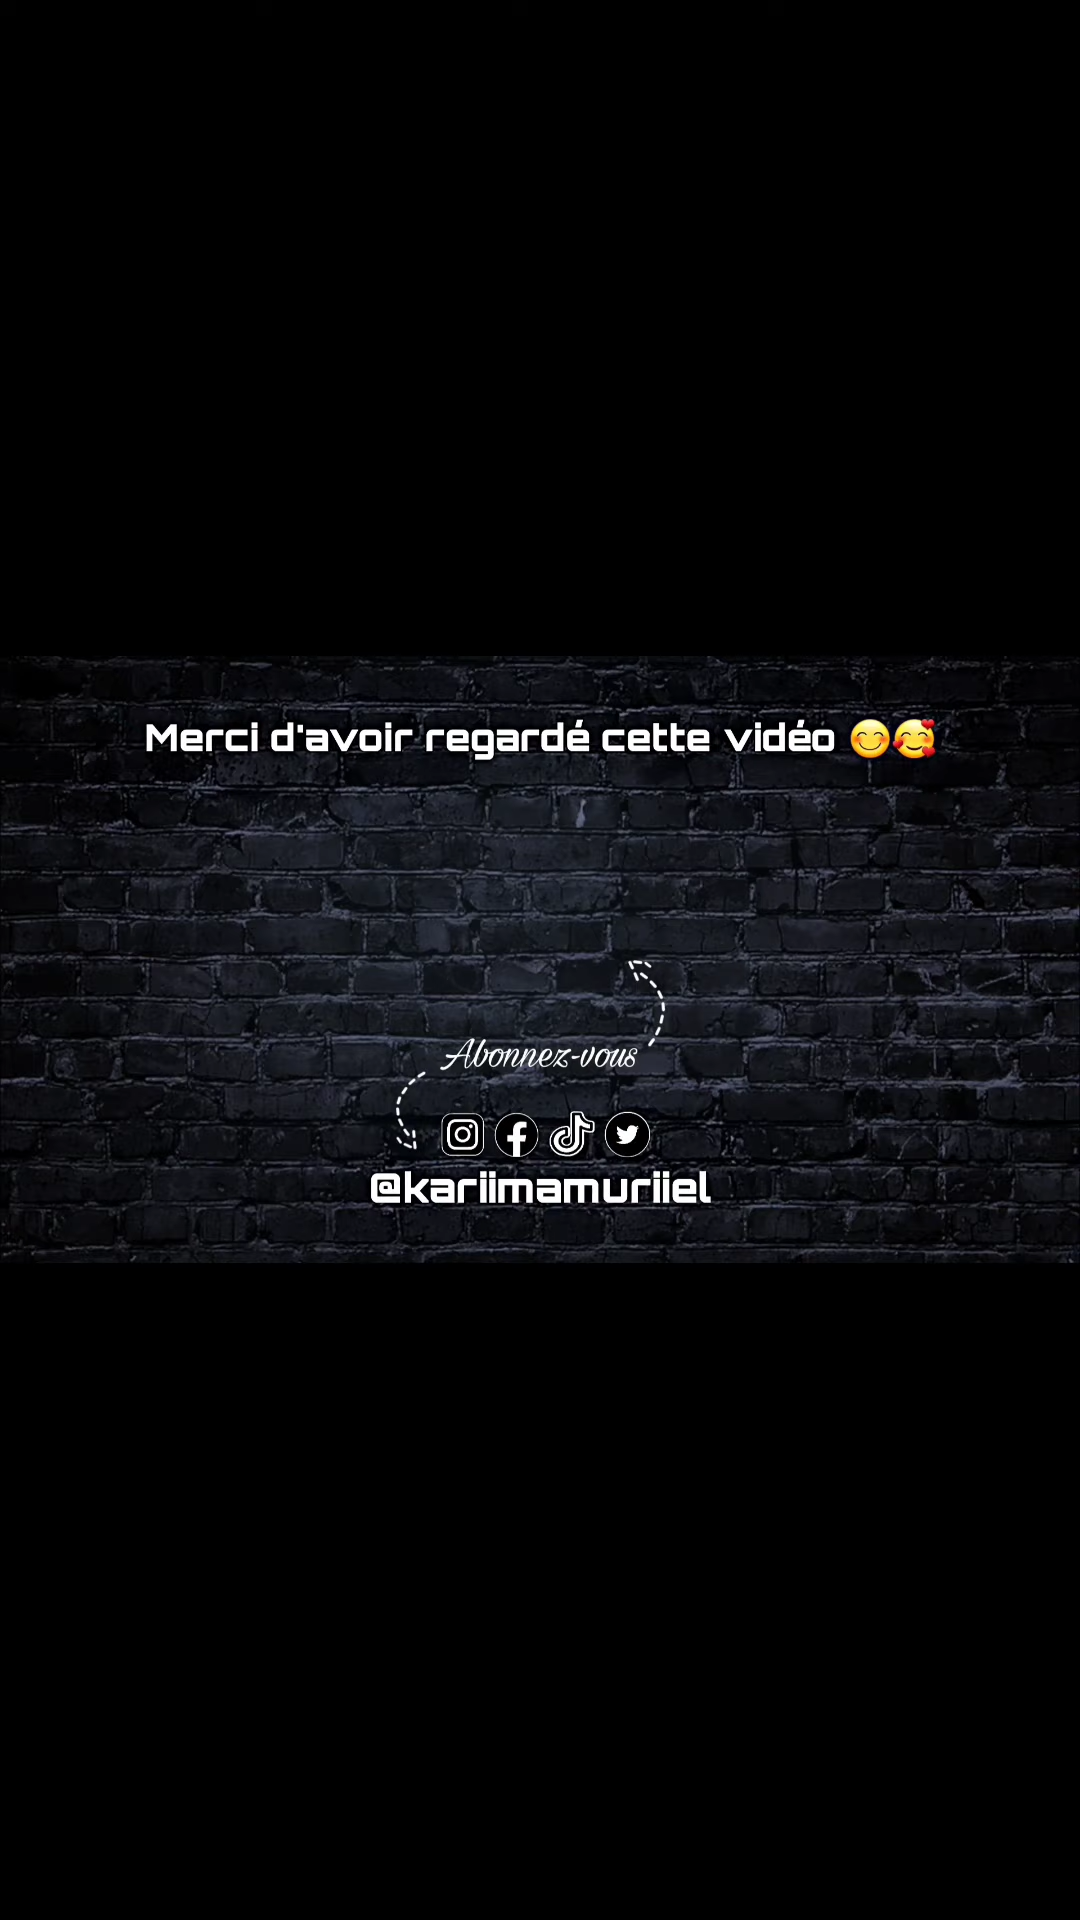 Merci d'avoir regardé cette vidéo 😊🥰
Abonnez-vous
@kariimamuriiel